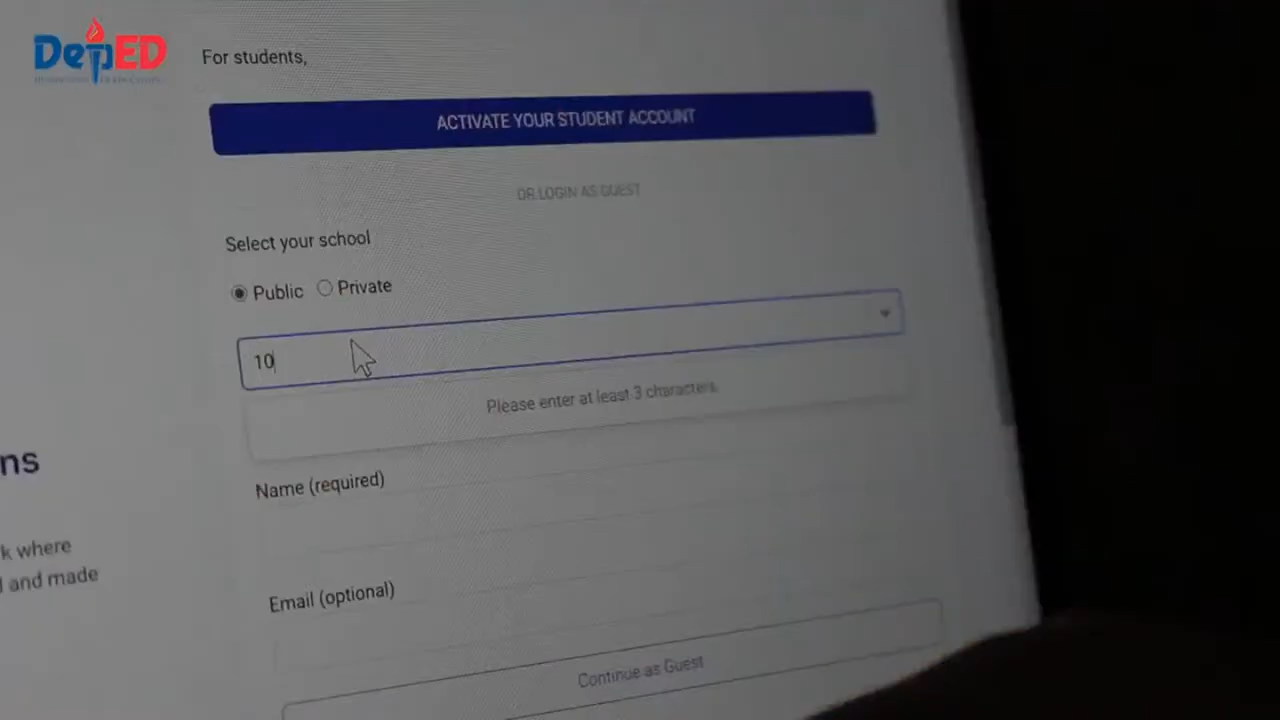 DepED
For students,
ACTIVATE YOUR STUDENT ACCOUNT
OR LOGIN AS GUEST
Select your school
Public Private
10
Please enter at least 3 characters.
ns
Name (required)
k where
and made
Email (optional)
Continue as Guest